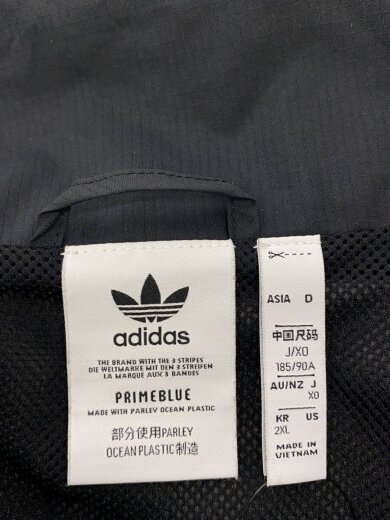 adidas
THE BRAND WITH THE 3 STRIPES
DIE WELTMARKE MIT DEN 3 STREIFEN
LA MARQUE AUX 3 BANDES
PRIMEBLUE
MADE WITH PARLEY OCEAN PLASTIC
部分使用PARLEY
OCEAN PLASTIC制造
ASIA D
中国尺码
J/XO
185/90A
AU/NZ J
XO
KR US
2XL
MADE IN
VIETNAM